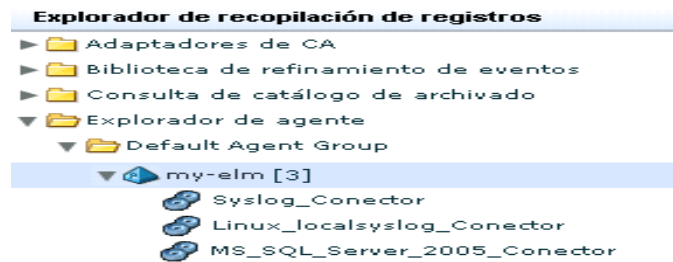 Explorador de recopilación de registros
Adaptadores de CA
Biblioteca de refinamiento de eventos
Consulta de catálogo de archivado
Explorador de agente
Default Agent Group
my-elm [3]
Syslog_Conector
Linux_localsyslog_Conector
MS_SQL_Server_2005_Conector